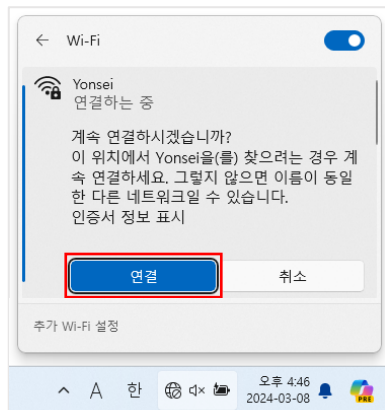 Wi-Fi
Yonsei
연결하는 중
계속 연결하시겠습니까?
이 위치에서 Yonsei을(를) 찾으려는 경우 계
속 연결하세요. 그렇지 않으면 이름이 동일
한 다른 네트워크일 수 있습니다.
인증서 정보 표시
연결 취소
추가 Wi-Fi 설정
A 한 오후 4:46
2024-03-08
PRE